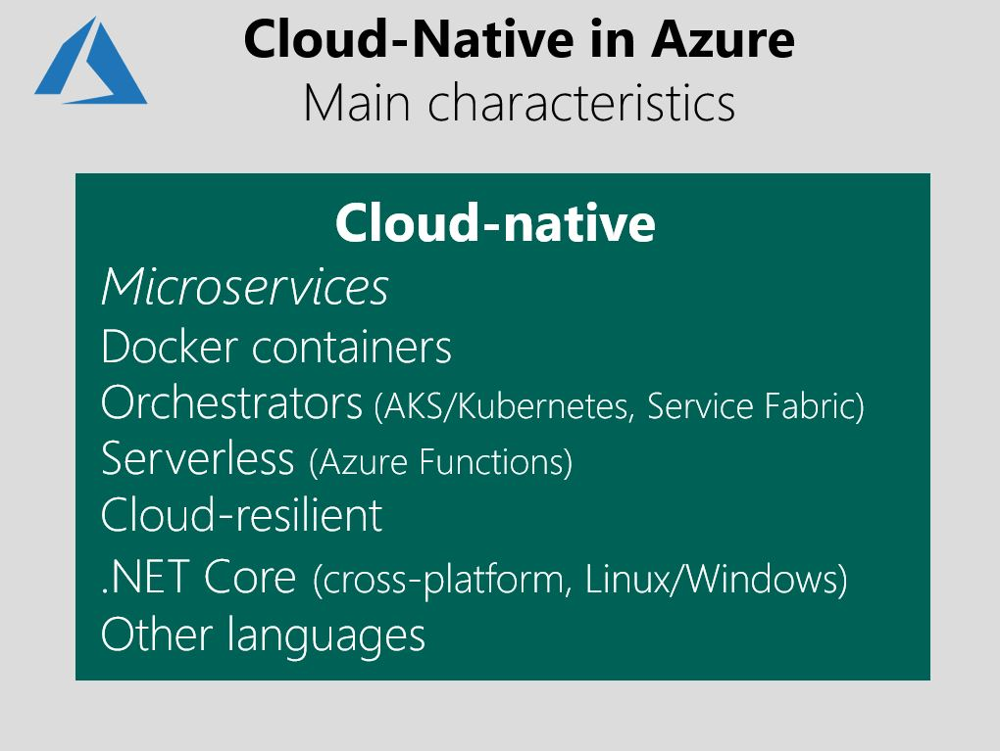 Cloud-Native in Azure
Main characteristics
Cloud-native
Microservices
Docker containers
Orchestrators (AKS/Kubernetes, Service Fabric)
Serverless (Azure Functions)
Cloud-resilient
.NET Core (cross-platform, Linux/Windows)
Other languages